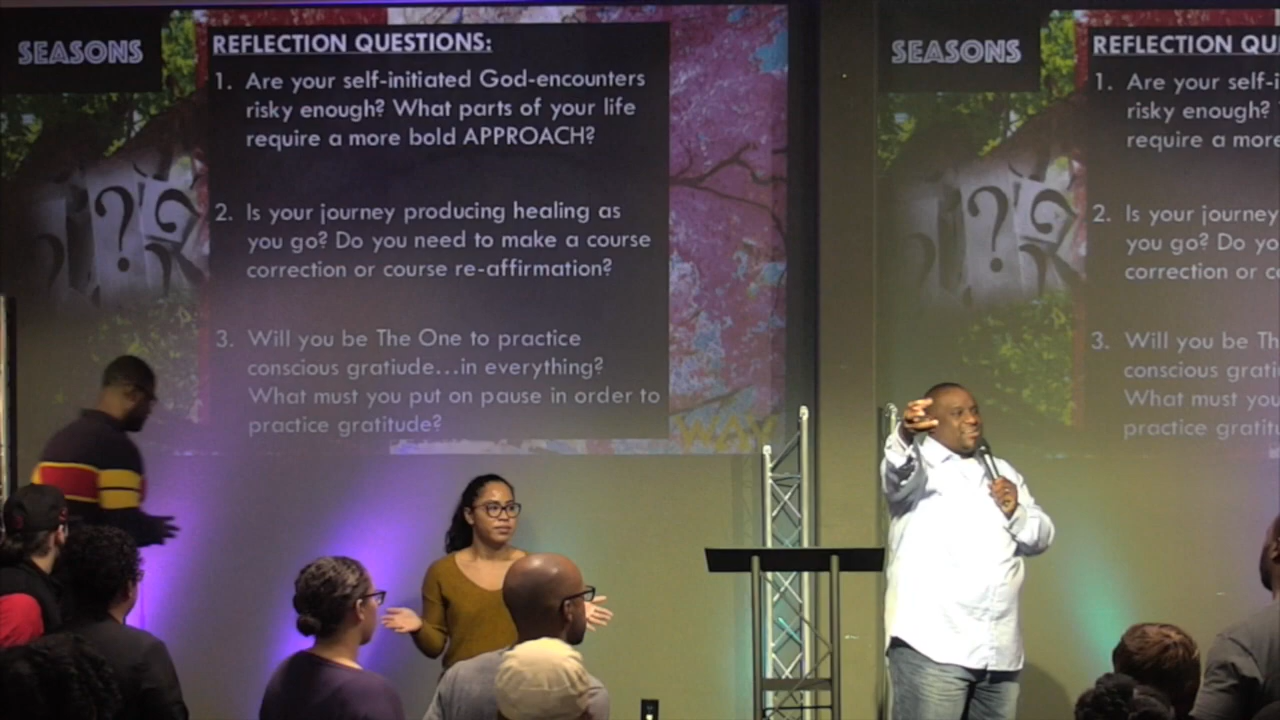 SEASONS
REFLECTION QUESTIONS:
1. Are your self-initiated God-encounters
risky enough? What parts of your life
require a more bold APPROACH?
2. Is your journey producing healing as
you go? Do you need to make a course
correction or course re-affirmation?
3. Will you be The One to practice
conscious gratiude...in everything?
What must you put on pause in order to
practice gratitude?
WAY
SEASONS
REFLECTION QU
1. Are your self-i
risky enough?
require a more
2. Is your journey
you go? Do yo
correction or co
3. Will you be Th
conscious grati
What must you
practice gratitu